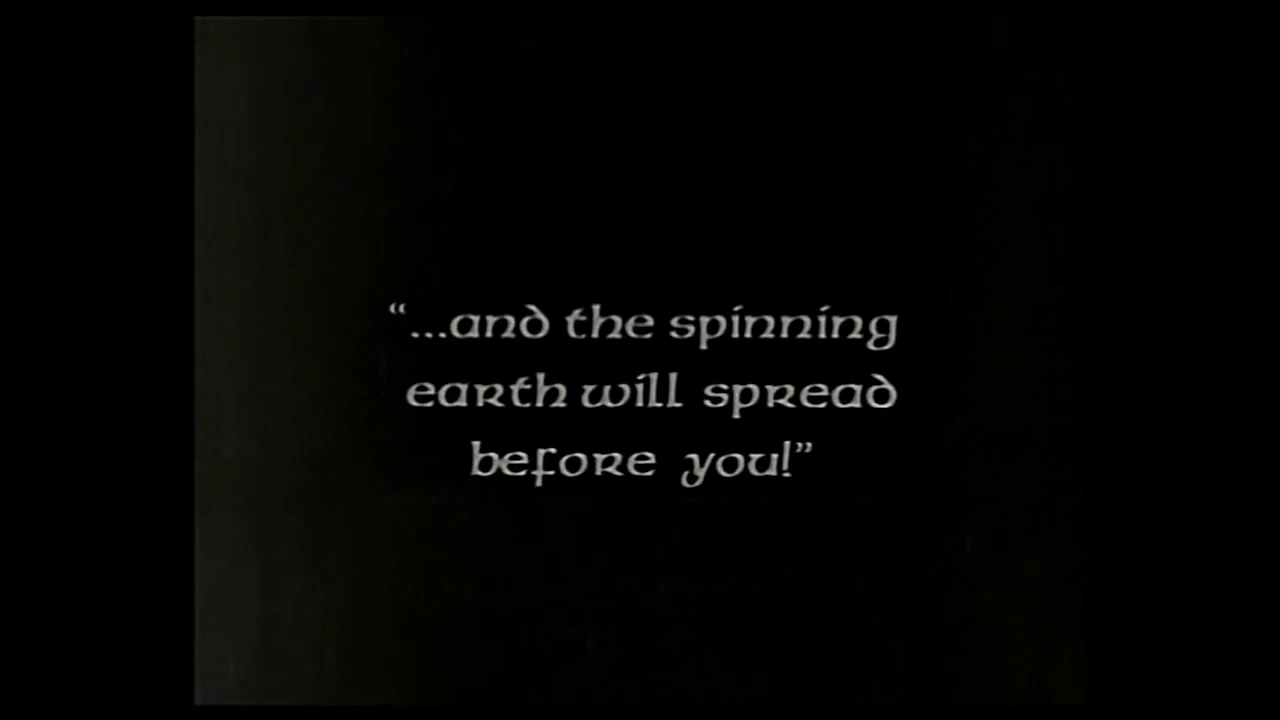 “...and the spinning
earth will spread
before you!”